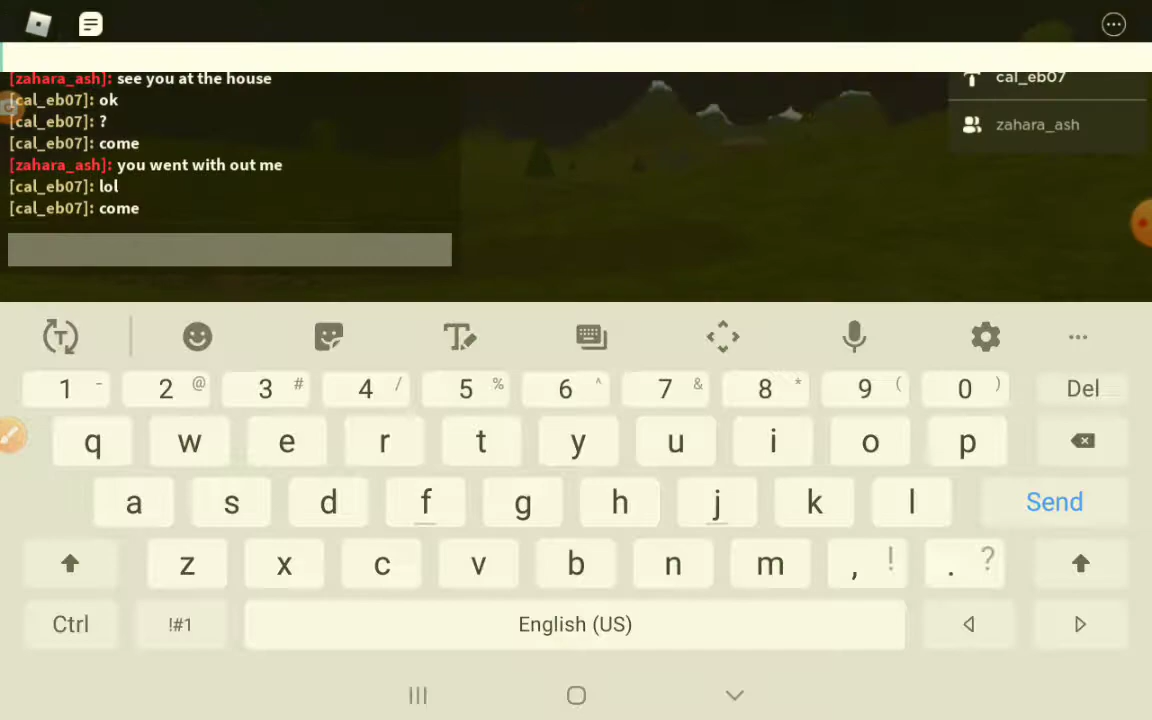 cal_eb07
[zahara_ash]: see you at the house
zahara_ash
[cal_eb07]: ok
[cal_eb07]: ?
[cal_eb07]: come
[zahara_ash]: you went with out me
[cal_eb07]: lol
[cal_eb07]: come
1 - 2 @ 3 # 4 / 5 % 6 ^ 7 & 8 * 9 ( 0 ) Del
q w e r t y u i o p
a s d f g h j k l Send
z x c v b n m , ! . ?
Ctrl !#1 English (US)